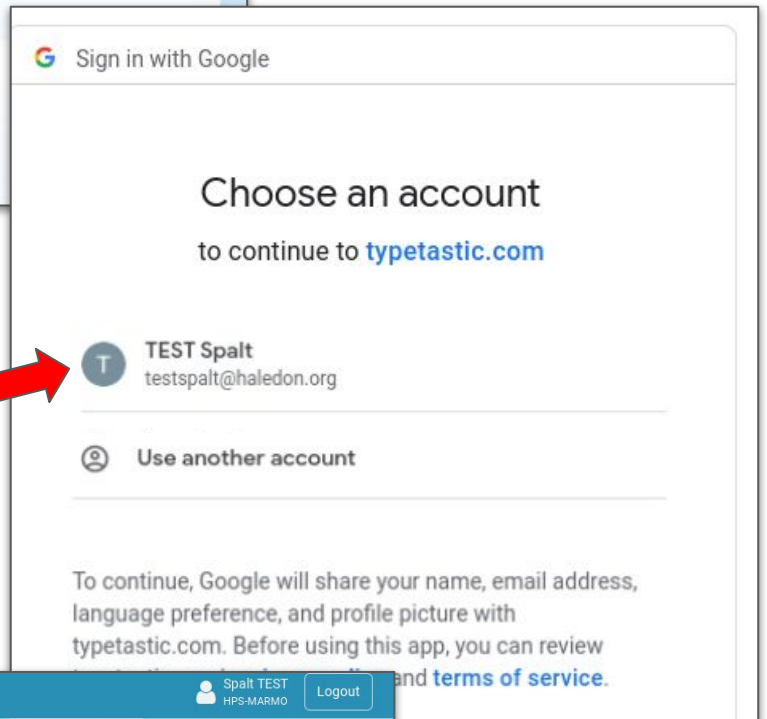 Sign in with Google
Choose an account
to continue to typetastic.com
T
TEST Spalt
testspalt@haledon.org
Use another account
To continue, Google will share your name, email address,
language preference, and profile picture with
typetastic.com. Before using this app, you can review
and terms of service.
Spalt TEST
HPS-MARMO
Logout